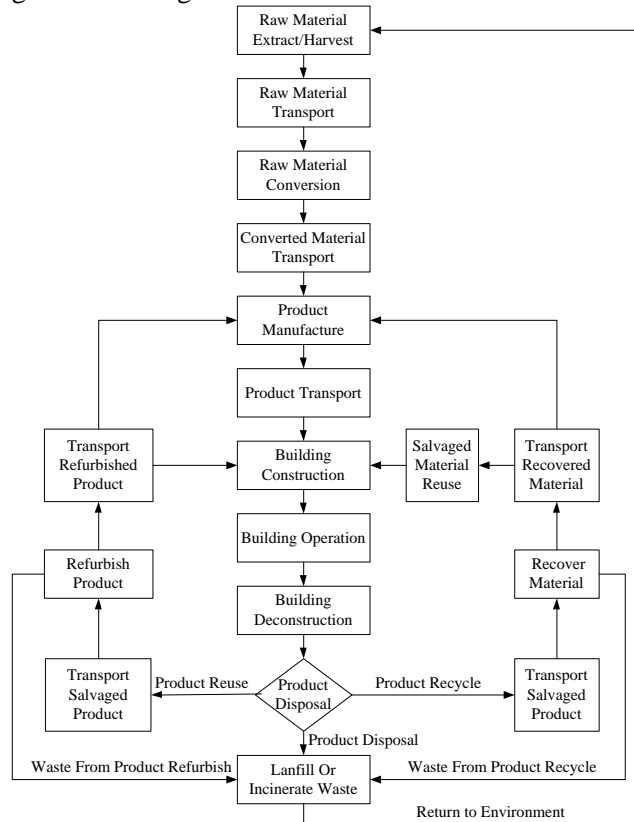 Raw Material
Extract/Harvest
Raw Material
Transport
Raw Material
Conversion
Converted Material
Transport
Product
Manufacture
Product Transport
Transport
Refurbished
Product
Building
Construction
Salvaged
Material
Reuse
Transport
Recovered
Material
Building Operation
Refurbish
Product
Recover
Material
Building
Deconstruction
Transport
Salvaged
Product
Product Reuse
Product
Disposal
Product Recycle
Transport
Salvaged
Product
Product Disposal
Waste From Product Refurbish
Lanfill Or
Incinerate Waste
Waste From Product Recycle
Return to Environment